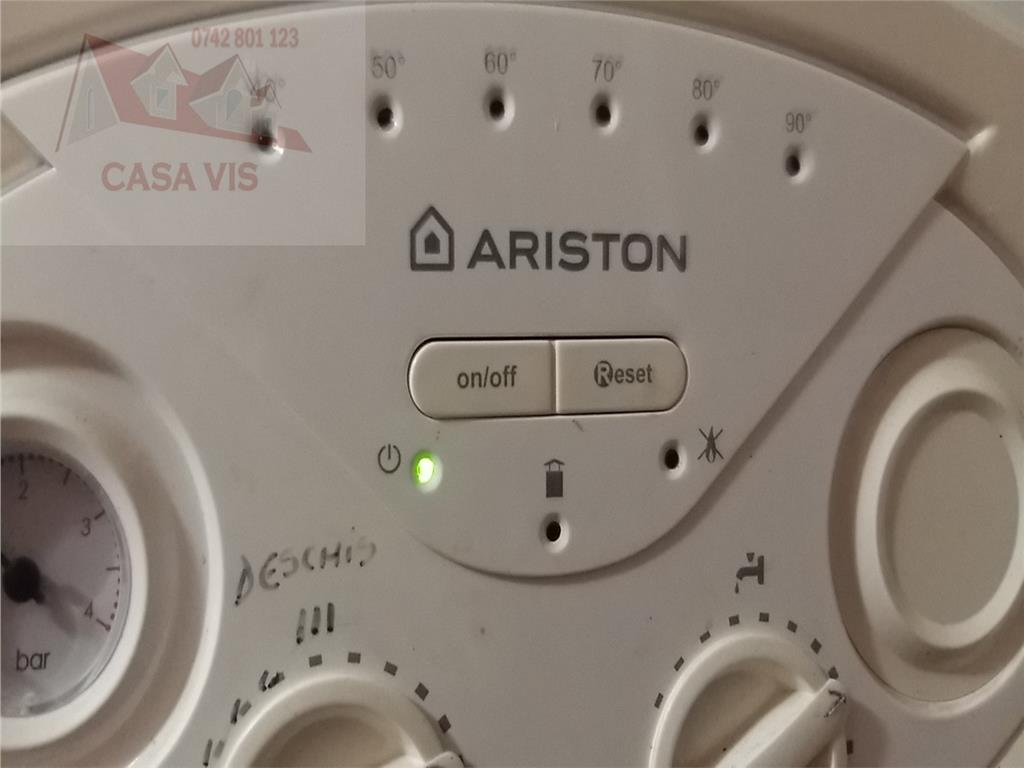 0742 801 123
CASA VIS
40° 50° 60° 70° 80° 90°
ARISTON
on/off Reset
DESCHIS
2
3
4
bar